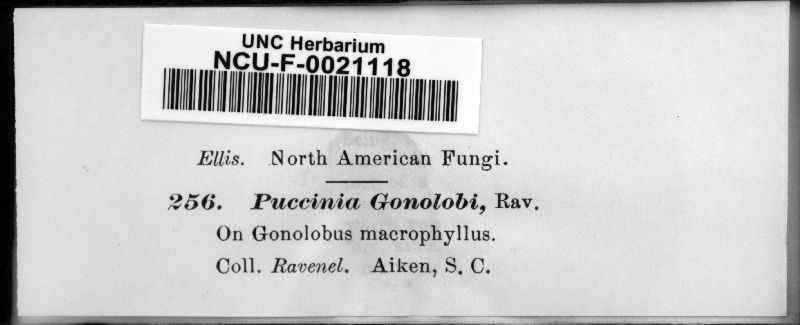 UNC Herbarium
NCU-F-0021118
Ellis. North American Fungi.
256. Puccinia Gonolobi, Rav.
On Gonolobus macrophyllus.
Coll. Ravenel. Aiken, S. C.